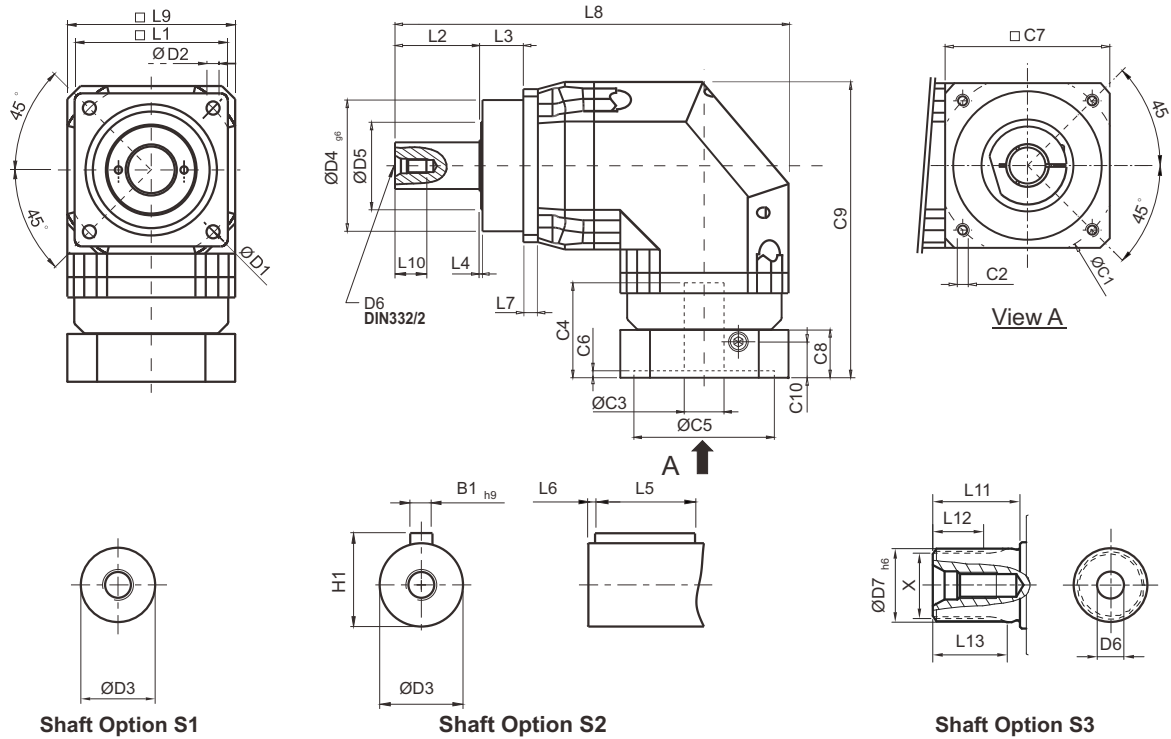 □ L9
□ L1
Ø D2
45°
45°
ØD1
L8
L2
L3
ØD4 g6
ØD5
L10
L4
L7
D6
DIN332/2
C4
C6
C8
C10
C9
ØC3
ØC5
A
□ C7
45°
45°
ØC1
C2
View A
ØD3
Shaft Option S1
B1 h9
H1
ØD3
L6
L5
Shaft Option S2
L11
L12
ØD7 h6
X
L13
D6
Shaft Option S3